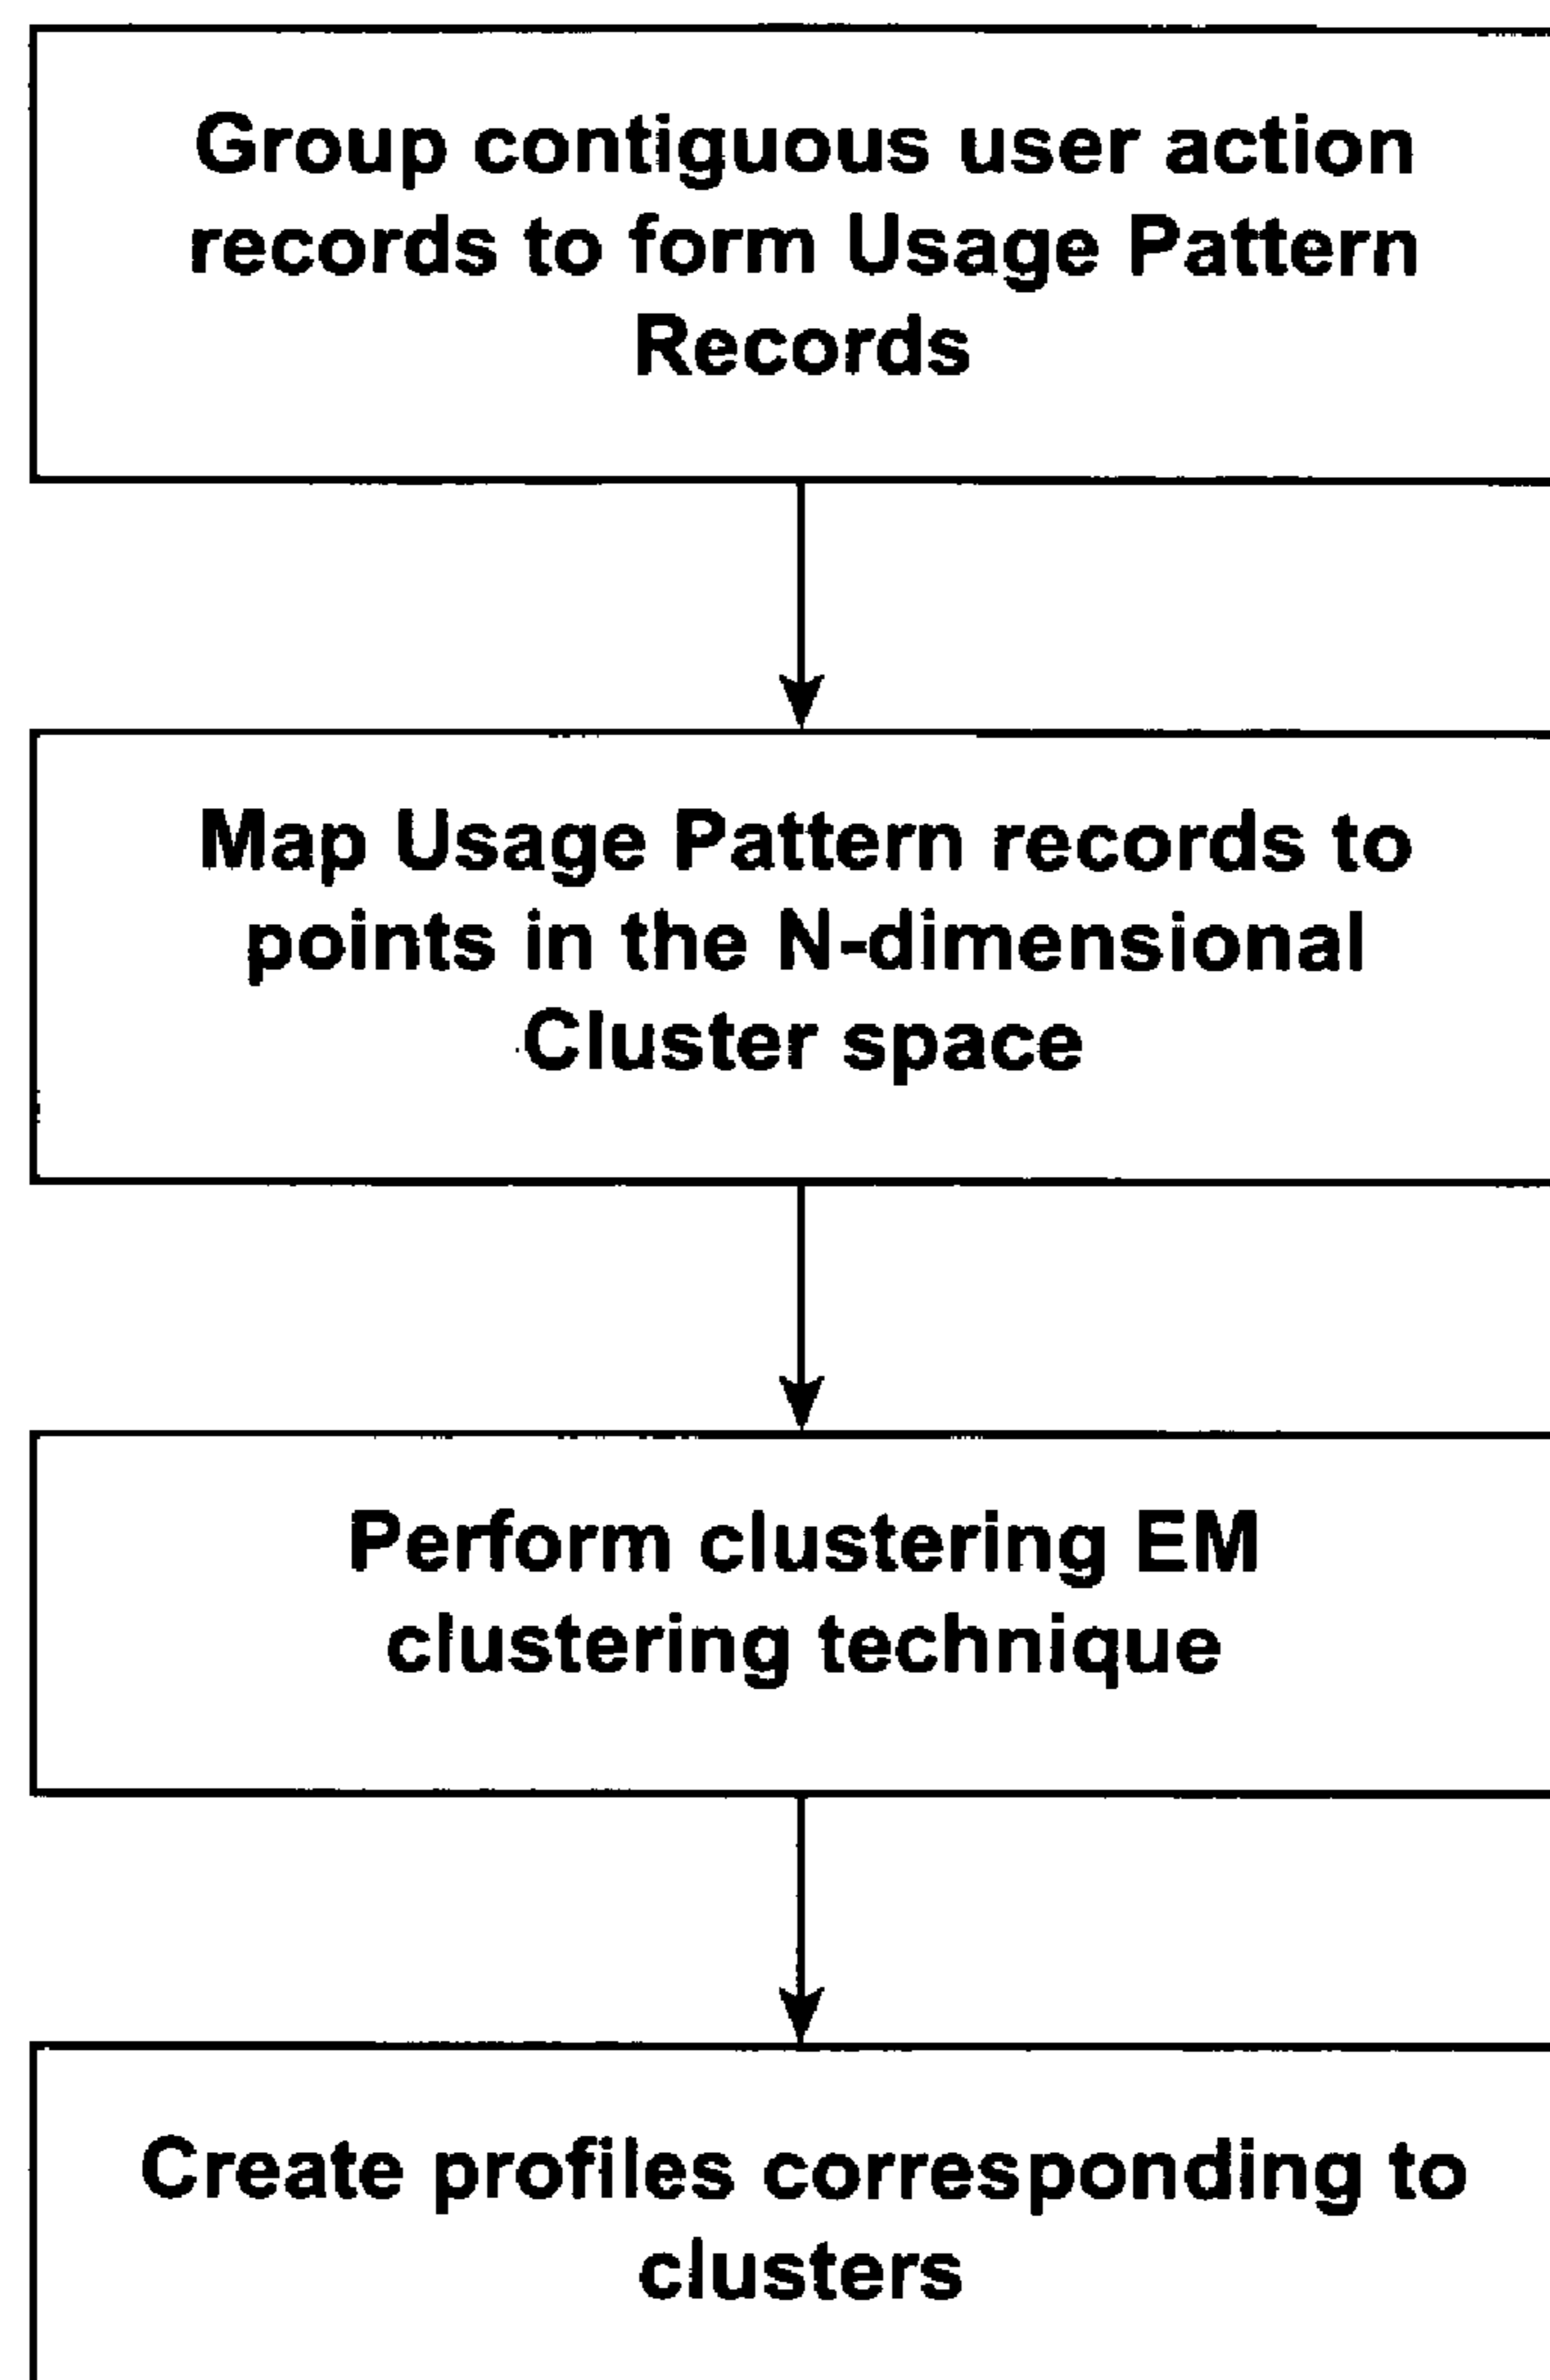 Group contiguous user action
records to form Usage Pattern
Records
Map Usage Pattern records to
points in the N-dimensional
Cluster space
Perform clustering EM
clustering technique
Create profiles corresponding to
clusters